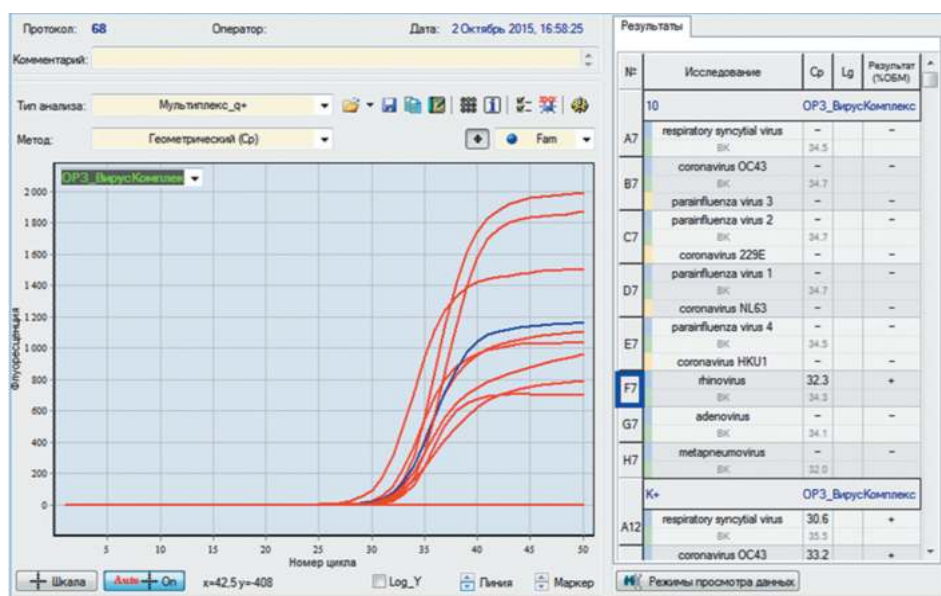 Протокол: 68 Оператор: Дата: 2 Октябрь 2015, 16:58:25
Комментарий:
Тип анализа: Мультиплекс_q+
Метод: Геометрический (Cp) Fam
ОРЗ_ВирусКомплек
2 000
1 800
1 600
1 400
1 200
1 000
800
600
400
200
0
Флуоресценция
5 10 15 20 25 30 35 40 45 50
Номер цикла
Шкала Auto On x=42.5 y=-408 Log_Y Линия Маркер
Результаты
№ Исследование Cp Lg Результат (%ОБМ)
10 ОРЗ_ВирусКомплекс
A7 respiratory syncytial virus – –
ВК 34.5
B7 coronavirus OC43 – –
ВК 34.7
parainfluenza virus 3 – –
C7 parainfluenza virus 2 – –
ВК 34.7
coronavirus 229E – –
D7 parainfluenza virus 1 – –
ВК 34.7
coronavirus NL63 – –
E7 parainfluenza virus 4 – –
ВК 34.5
coronavirus HKU1 – –
F7 rhinovirus 32.3 +
ВК 34.3
G7 adenovirus – –
ВК 34.1
H7 metapneumovirus – –
ВК 32.0
K+ ОРЗ_ВирусКомплекс
A12 respiratory syncytial virus 30.6 +
ВК 35.5
coronavirus OC43 33.2 +
Режимы просмотра данных